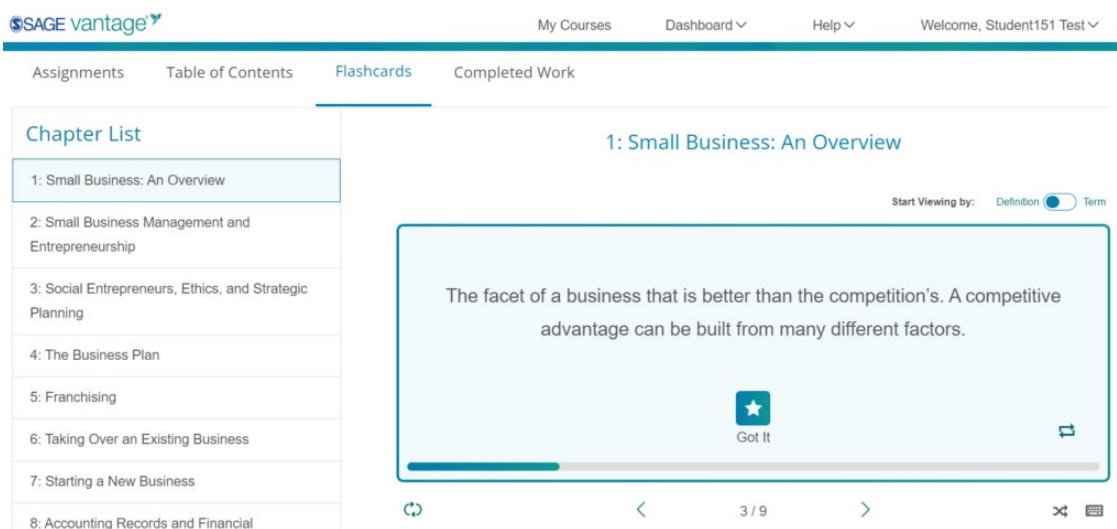 SAGE vantage
My Courses
Dashboard
Help
Welcome, Student151 Test
Assignments
Table of Contents
Flashcards
Completed Work
Chapter List
1: Small Business: An Overview
2: Small Business Management and
Entrepreneurship
3: Social Entrepreneurs, Ethics, and Strategic
Planning
4: The Business Plan
5: Franchising
6: Taking Over an Existing Business
7: Starting a New Business
8: Accounting Records and Financial
1: Small Business: An Overview
Start Viewing by: Definition Term
The facet of a business that is better than the competition’s. A competitive
advantage can be built from many different factors.
Got It
3 / 9